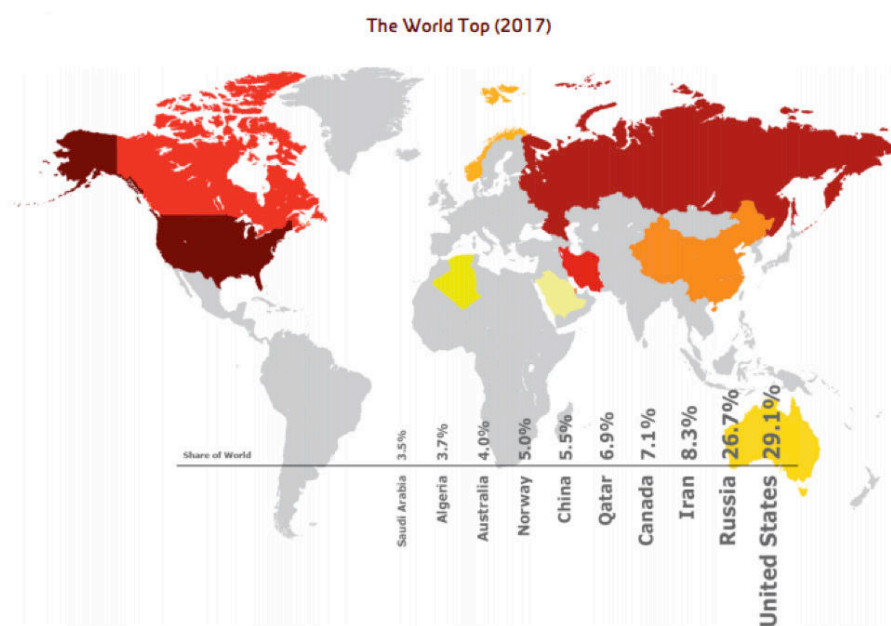 The World Top (2017)
Share of World
3.5%
3.7%
4.0%
5.0%
5.5%
6.9%
7.1%
8.3%
26.7%
29.1%
Saudi Arabia
Algeria
Australia
Norway
China
Qatar
Canada
Iran
Russia
United States